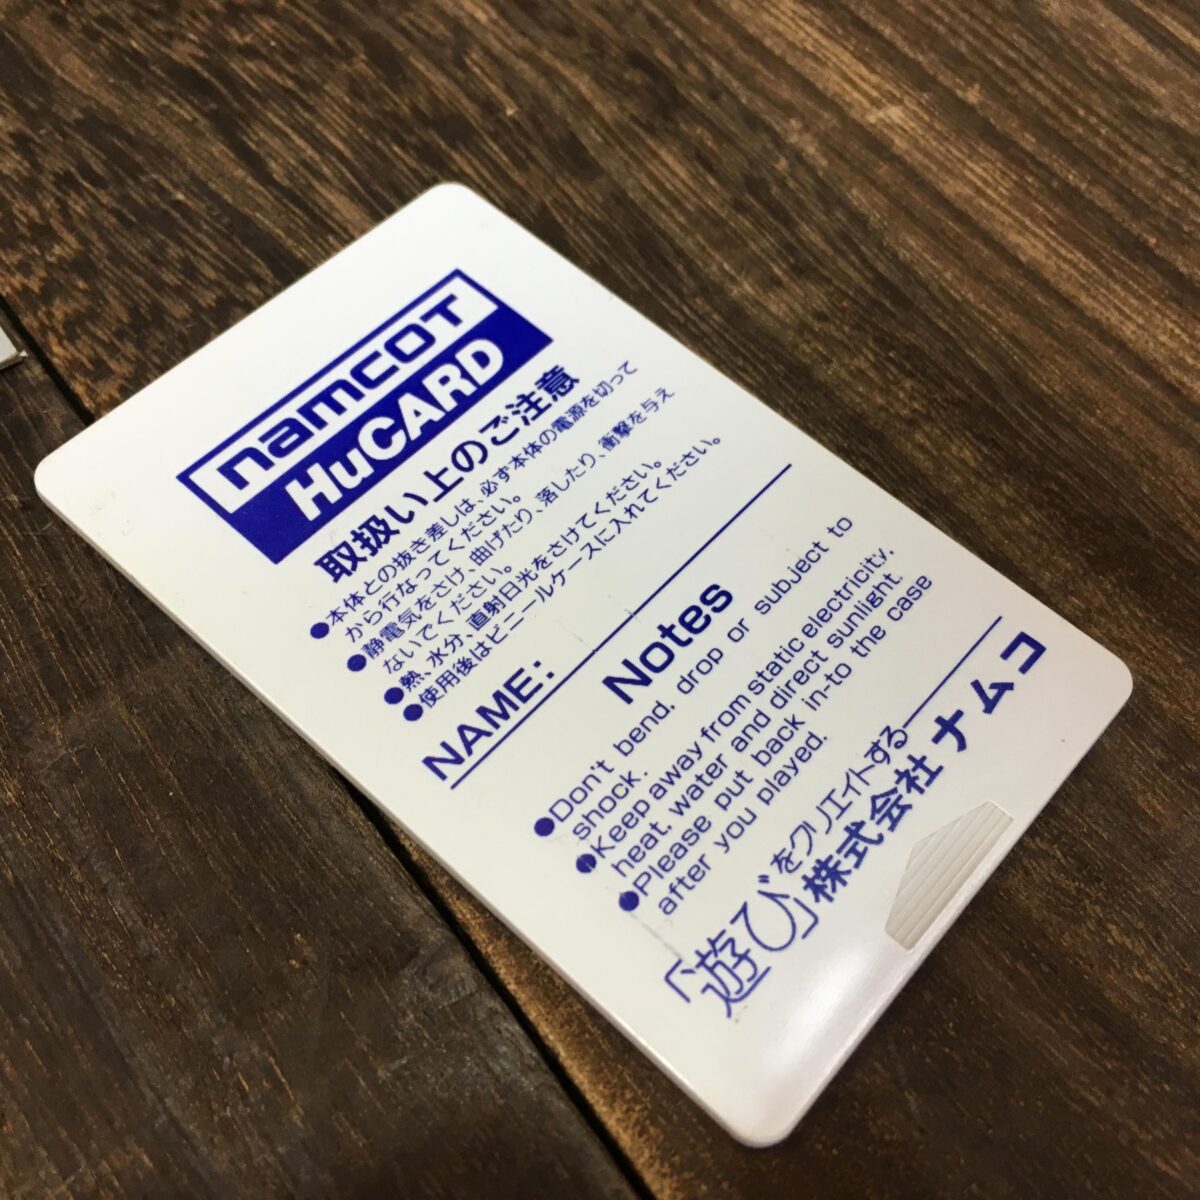 namcot
HuCARD
取扱い上のご注意
●本体との抜き差しは、必ず本体の電源を切って
から行なってください。
●静電気をさけ、曲げたり、落したり、衝撃を与え
ないでください。
●熱、水分、直射日光をさけてください。
●使用後はビニールケースに入れてください。
NAME:
Notes
●Don't bend, drop or subject to
shock.
●Keep away from static electricity,
heat, water and direct sunlight.
●Please put back in-to the case
after you played.
「遊び」をクリエイトする
株式会社ナムコ